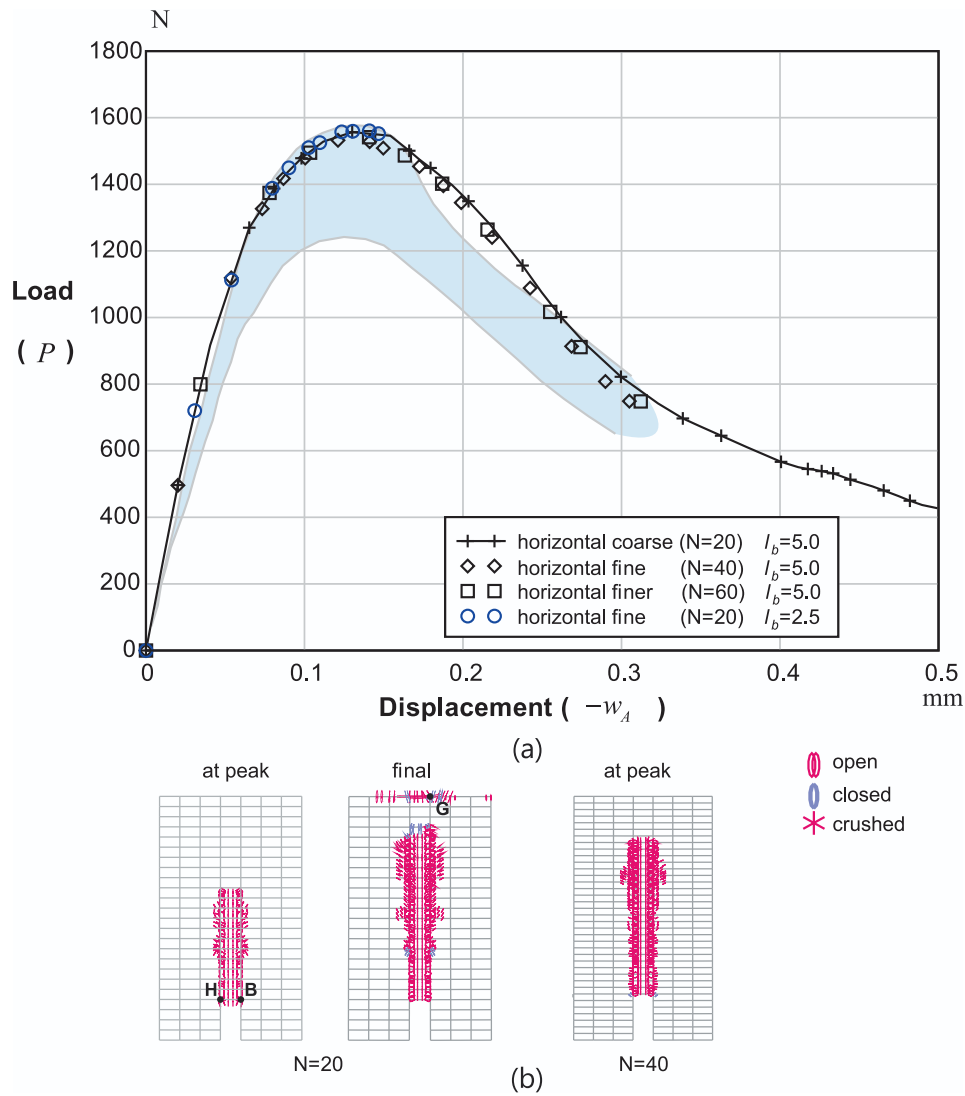 N
1800
1600
1400
1200
1000
800
600
400
200
0
Load
( P )
0 0.1 0.2 0.3 0.4 0.5
mm
Displacement ( −w_A )
horizontal coarse (N=20) l_b=5.0
horizontal fine (N=40) l_b=5.0
horizontal finer (N=60) l_b=5.0
horizontal fine (N=20) l_b=2.5
(a)
at peak final at peak
open
closed
crushed
G
H B
N=20 N=40
(b)